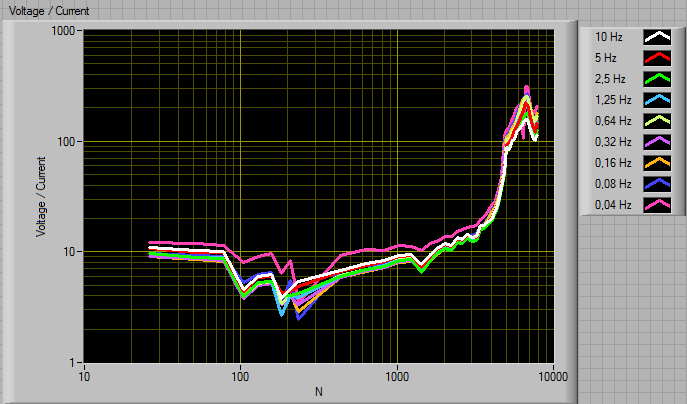 Voltage / Current
1000
100
10
1
Voltage / Current
10
100
1000
10000
N
10 Hz
5 Hz
2,5 Hz
1,25 Hz
0,64 Hz
0,32 Hz
0,16 Hz
0,08 Hz
0,04 Hz